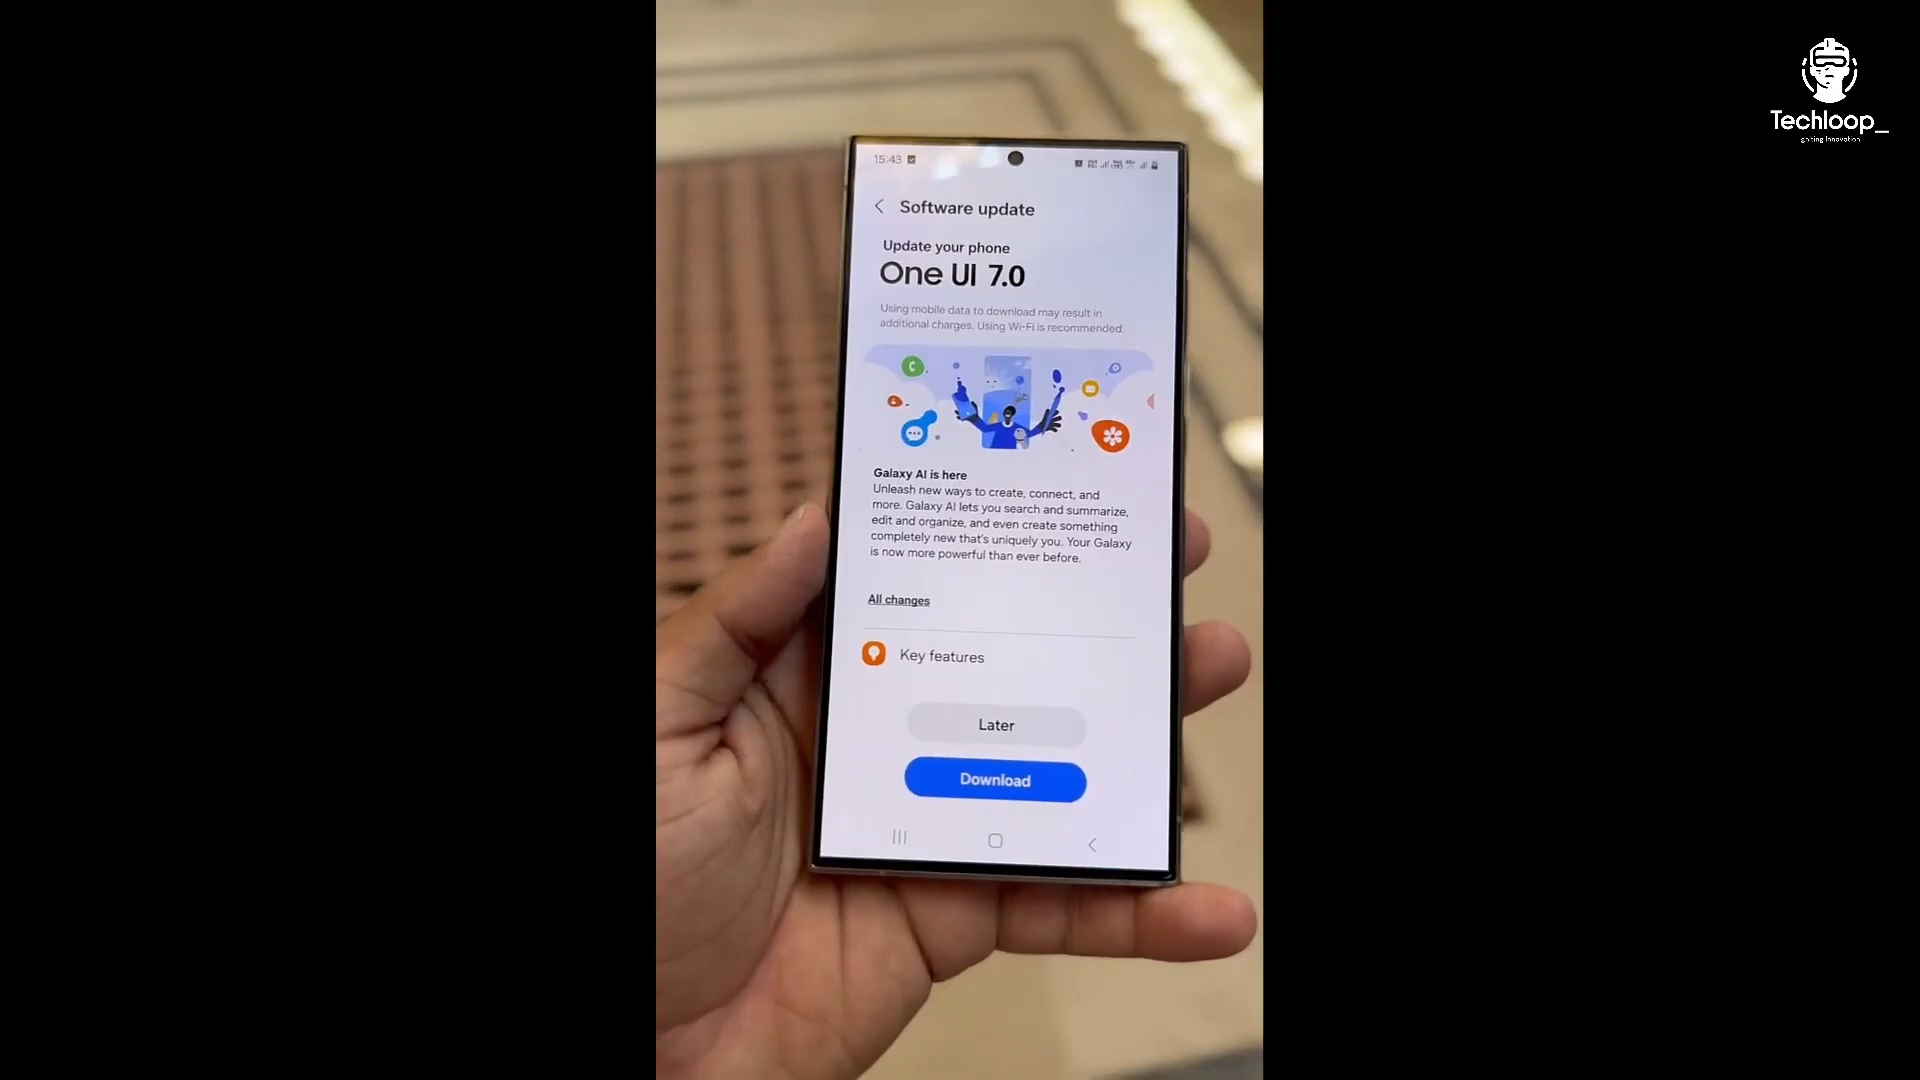 Techloop_
Igniting Innovation
15:43
Software update
Update your phone
One UI 7.0
Using mobile data to download may result in
additional charges. Using Wi-Fi is recommended.
Galaxy AI is here
Unleash new ways to create, connect, and
more. Galaxy AI lets you search and summarize,
edit and organize, and even create something
completely new that's uniquely you. Your Galaxy
is now more powerful than ever before.
All changes
Key features
Later
Download